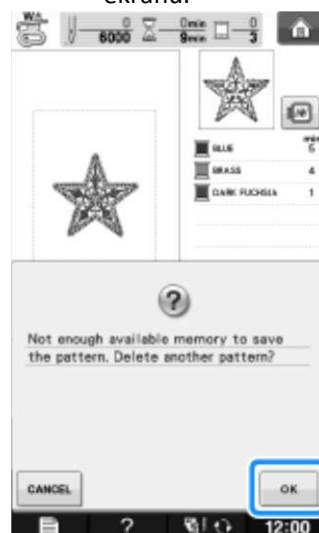 ekranu.
W+
0
6000
0min
9min
0
3
min
BLUE 5
BRASS 4
DARK FUCHSIA 1
Not enough available memory to save
the pattern. Delete another pattern?
CANCEL
OK
?
12:00